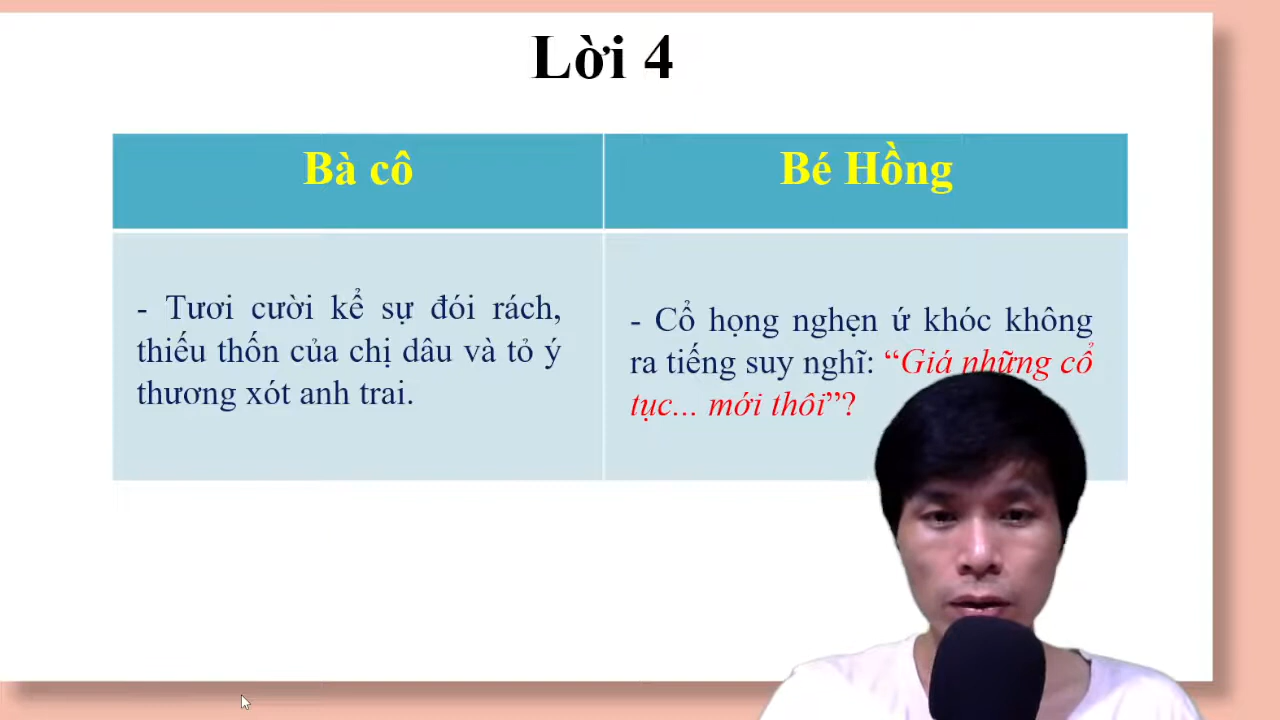 Lời 4
Bà cô
Bé Hồng
- Tươi cười kể sự đói rách,
thiếu thốn của chị dâu và tỏ ý
thương xót anh trai.
- Cổ họng nghẹn ứ khóc không
ra tiếng suy nghĩ: “Giá những cổ
tục... mới thôi”?